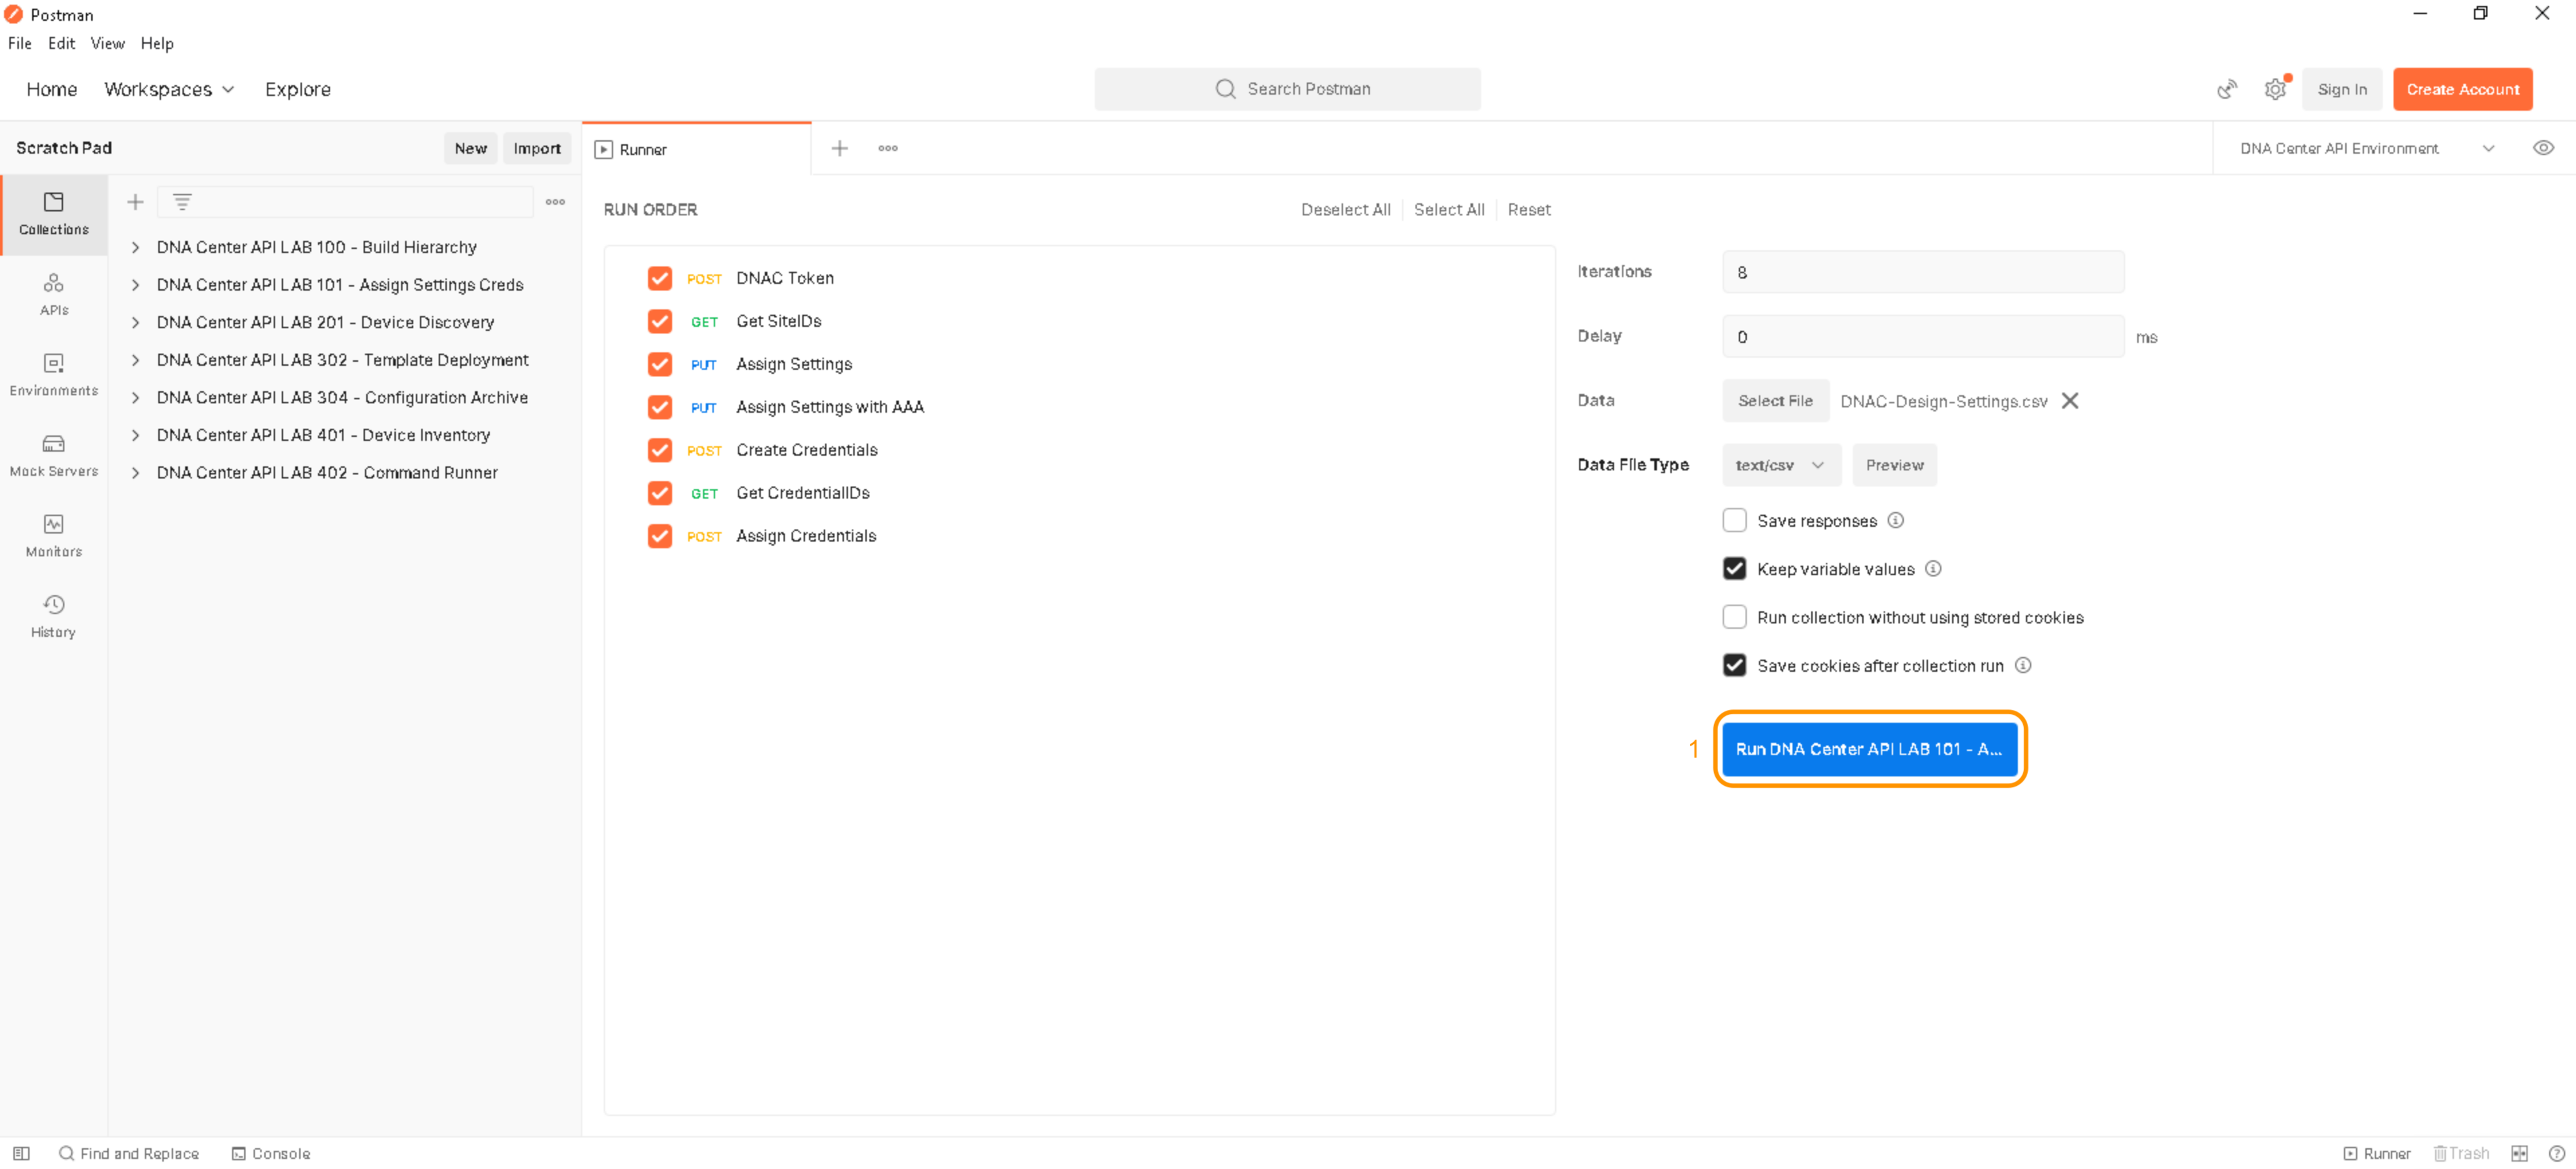 Postman
File Edit View Help
Home Workspaces Explore Search Postman Sign In Create Account
Scratch Pad New Import Runner DNA Center API Environment
Collections
APIs
Environments
Mock Servers
Monitors
History
DNA Center API LAB 100 - Build Hierarchy
DNA Center API LAB 101 - Assign Settings Creds
DNA Center API LAB 201 - Device Discovery
DNA Center API LAB 302 - Template Deployment
DNA Center API LAB 304 - Configuration Archive
DNA Center API LAB 401 - Device Inventory
DNA Center API LAB 402 - Command Runner
RUN ORDER Deselect All Select All Reset
POST DNAC Token
GET Get SiteIDs
PUT Assign Settings
PUT Assign Settings with AAA
POST Create Credentials
GET Get CredentialIDs
POST Assign Credentials
Iterations 8
Delay 0 ms
Data Select File DNAC-Design-Settings.csv
Data File Type text/csv Preview
Save responses
Keep variable values
Run collection without using stored cookies
Save cookies after collection run
1 Run DNA Center API LAB 101 - A...
Find and Replace Console Runner Trash